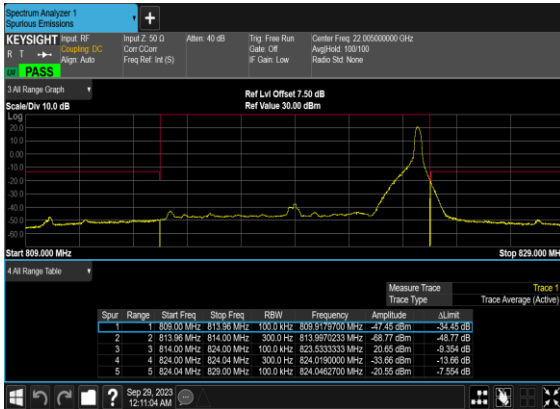 Spectrum Analyzer 1
Spurious Emissions
KEYSIGHT Input: RF Input Z: 50 Ω Atten: 40 dB Trig: Free Run Center Freq: 22.005000000 GHz
R T Coupling: DC Corr CCorr Gate: Off Avg|Hold: 100/100
Align: Auto Freq Ref: Int (S) IF Gain: Low Radio Std: None
LXI PASS
3 All Range Graph
Ref Lvl Offset 7.50 dB
Scale/Div 10.0 dB Ref Value 30.00 dBm
Log
20.0
10.0
0.00
-10.0
-20.0
-30.0
-40.0
-50.0
-60.0
Start 809.000 MHz Stop 829.000 MHz
4 All Range Table
Measure Trace Trace 1
Trace Type Trace Average (Active)
Spur Range Start Freq Stop Freq RBW Frequency Amplitude ΔLimit
1 1 809.00 MHz 813.96 MHz 100.0 kHz 809.9179700 MHz -47.45 dBm -34.45 dB
2 2 813.96 MHz 814.00 MHz 300.0 Hz 813.9970233 MHz -68.77 dBm -48.77 dB
3 3 814.00 MHz 824.00 MHz 100.0 kHz 823.5333333 MHz 20.65 dBm -9.354 dB
4 4 824.00 MHz 824.04 MHz 300.0 Hz 824.0190000 MHz -33.66 dBm -13.66 dB
5 5 824.04 MHz 829.00 MHz 100.0 kHz 824.0462700 MHz -20.55 dBm -7.554 dB
Sep 29, 2023
12:11:04 AM